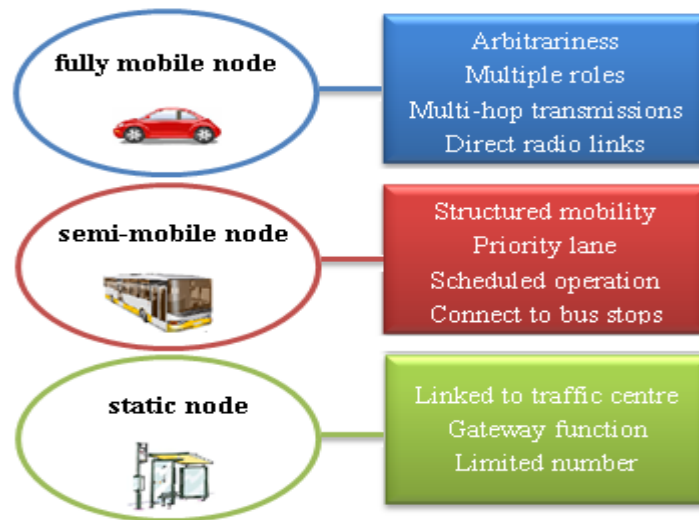 fully mobile node
Arbitrariness
Multiple roles
Multi-hop transmissions
Direct radio links
semi-mobile node
Structured mobility
Priority lane
Scheduled operation
Connect to bus stops
static node
Linked to traffic centre
Gateway function
Limited number